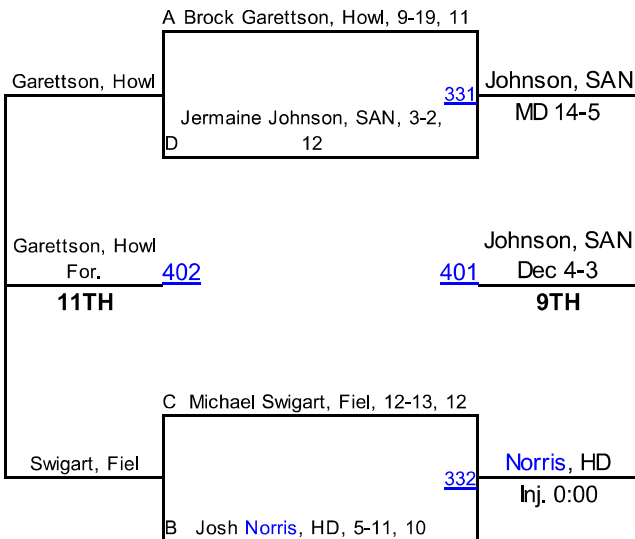 A Brock Garettson, Howl, 9-19, 11
Garettson, Howl
331
Johnson, SAN
MD 14-5
Jermaine Johnson, SAN, 3-2,
D 12
Garettson, Howl
For.
402
11TH
Johnson, SAN
401
Dec 4-3
9TH
C Michael Swigart, Fiel, 12-13, 12
Swigart, Fiel
332
Norris, HD
Inj. 0:00
B Josh Norris, HD, 5-11, 10